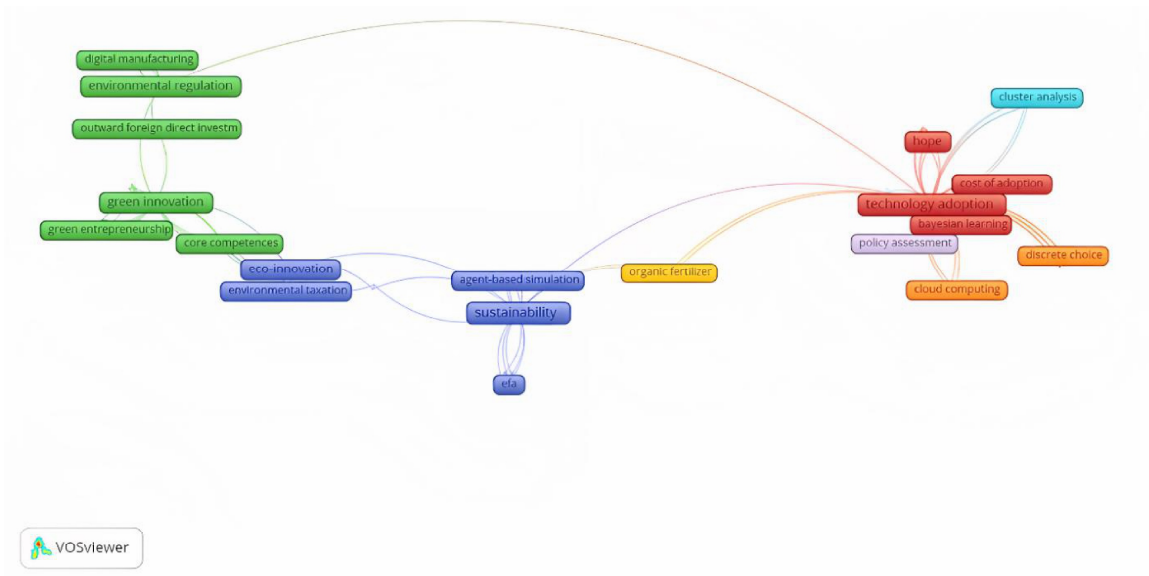 digital manufacturing
environmental regulation
outward foreign direct investm
green innovation
green entrepreneurship
core competences
eco-innovation
environmental taxation
agent-based simulation
sustainability
efa
organic fertilizer
cluster analysis
hope
cost of adoption
technology adoption
bayesian learning
policy assessment
discrete choice
cloud computing
VOSviewer